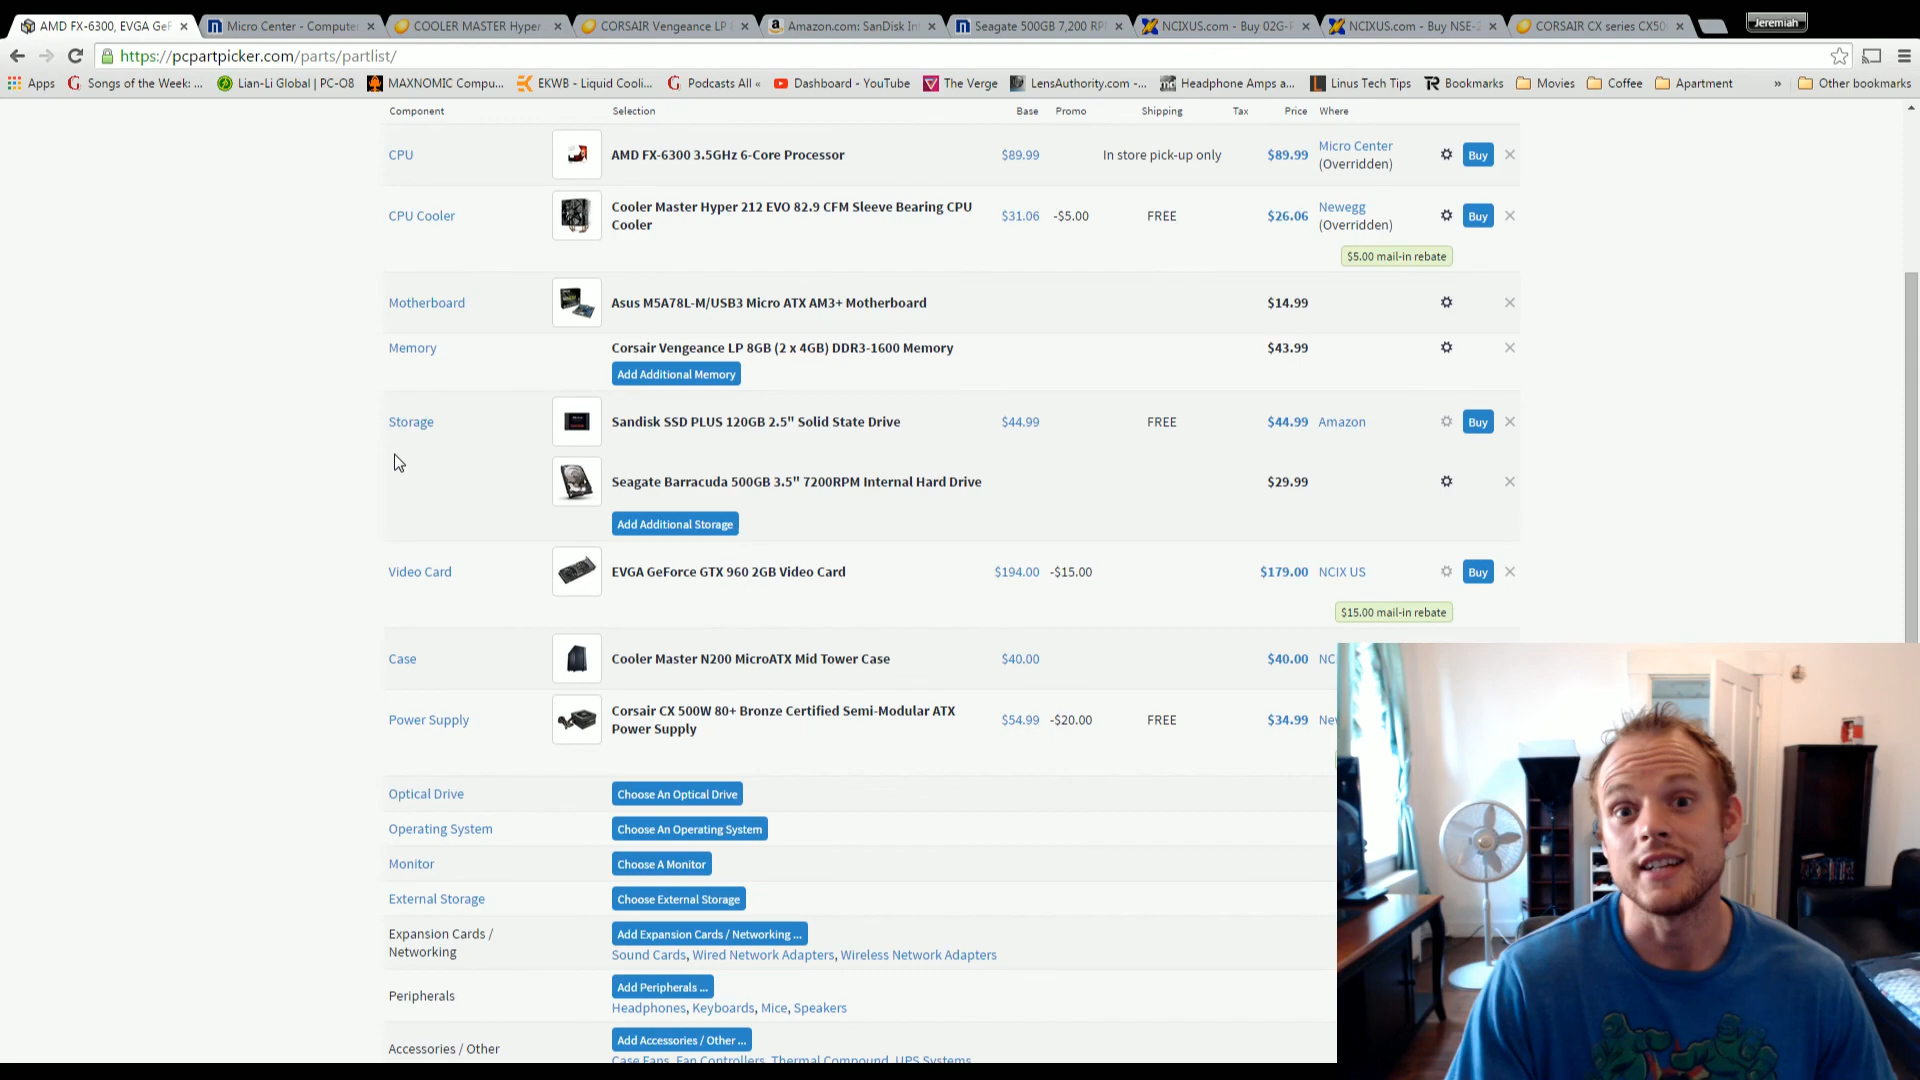 AMD FX-6300, EVGA GeF
Micro Center - Compute
COOLER MASTER Hyper
CORSAIR Vengeance LP
Amazon.com: SanDisk In
Seagate 500GB 7,200 RP
NCIXUS.com - Buy 02G-P
NCIXUS.com - Buy NSE-
CORSAIR CX series CX50
Jeremiah
https://pcpartpicker.com/parts/partlist/
Apps
Songs of the Week: ...
Lian-Li Global | PC-O8
MAXNOMIC Compu...
EKWB - Liquid Cooli...
Podcasts All «
Dashboard - YouTube
The Verge
LensAuthority.com -...
Headphone Amps a...
Linus Tech Tips
Bookmarks
Movies
Coffee
Apartment
»
Other bookmarks
Component Selection Base Promo Shipping Tax Price Where
CPU AMD FX-6300 3.5GHz 6-Core Processor $89.99 In store pick-up only $89.99 Micro Center Buy
(Overridden)
CPU Cooler Cooler Master Hyper 212 EVO 82.9 CFM Sleeve Bearing CPU $31.06 -$5.00 FREE $26.06 Newegg Buy
Cooler (Overridden)
$5.00 mail-in rebate
Motherboard Asus M5A78L-M/USB3 Micro ATX AM3+ Motherboard $14.99
Memory Corsair Vengeance LP 8GB (2 x 4GB) DDR3-1600 Memory $43.99
Add Additional Memory
Storage Sandisk SSD PLUS 120GB 2.5" Solid State Drive $44.99 FREE $44.99 Amazon Buy
Seagate Barracuda 500GB 3.5" 7200RPM Internal Hard Drive $29.99
Add Additional Storage
Video Card EVGA GeForce GTX 960 2GB Video Card $194.00 -$15.00 $179.00 NCIX US Buy
$15.00 mail-in rebate
Case Cooler Master N200 MicroATX Mid Tower Case $40.00 $40.00 NC
Power Supply Corsair CX 500W 80+ Bronze Certified Semi-Modular ATX $54.99 -$20.00 FREE $34.99 Ne
Power Supply
Optical Drive Choose An Optical Drive
Operating System Choose An Operating System
Monitor Choose A Monitor
External Storage Choose External Storage
Expansion Cards / Add Expansion Cards / Networking ...
Networking Sound Cards, Wired Network Adapters, Wireless Network Adapters
Peripherals Add Peripherals ...
Headphones, Keyboards, Mice, Speakers
Accessories / Other Add Accessories / Other ...
Case Fans, Fan Controllers, Thermal Compound, UPS Systems